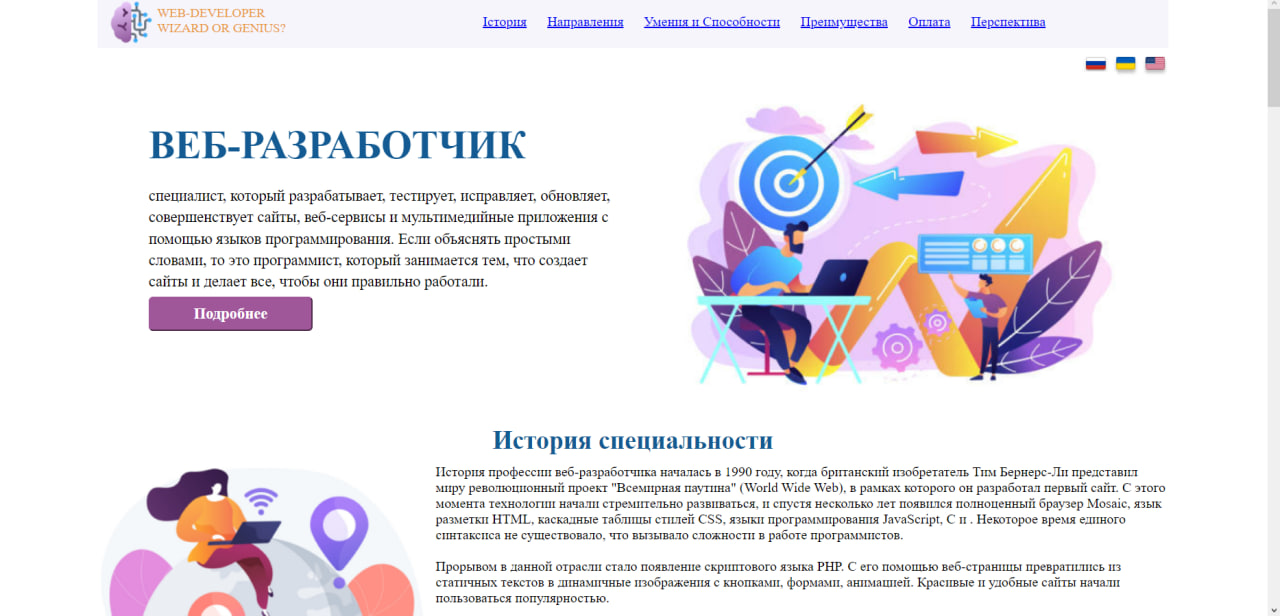 WEB-DEVELOPER
WIZARD OR GENIUS?
Істория Направления Умения и Способности Преимущества Оплата Перспектива
ВЕБ-РАЗРАБОТЧИК
специалист, который разрабатывает, тестирует, исправляет, обновляет,
совершенствует сайты, веб-сервисы и мультимедийные приложения с
помощью языков программирования. Если объяснять простыми
словами, то это программист, который занимается тем, что создает
сайты и делает все, чтобы они правильно работали.
Подробнее
История специальности
История профессии веб-разработчика началась в 1990 году, когда британский изобретатель Тим Бернерс-Ли представил
миру революционный проект "Всемирная паутина" (World Wide Web), в рамках которого он разработал первый сайт. С этого
момента технологии начали стремительно развиваться, и спустя несколько лет появился полноценный браузер Mosaic, язык
разметки HTML, каскадные таблицы стилей CSS, языки программирования JavaScript, C и . Некоторое время единого
синтаксиса не существовало, что вызывало сложности в работе программистов.
Прорывом в данной отрасли стало появление скриптового языка PHP. С его помощью веб-страницы превратились из
статичных текстов в динамичные изображения с кнопками, формами, анимацией. Красивые и удобные сайты начали
пользоваться популярностью.